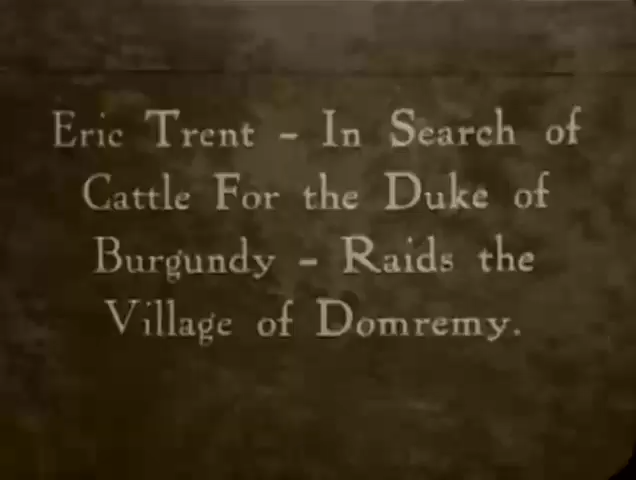 Eric Trent - In Search of
Cattle For the Duke of
Burgundy - Raids the
Village of Domremy.